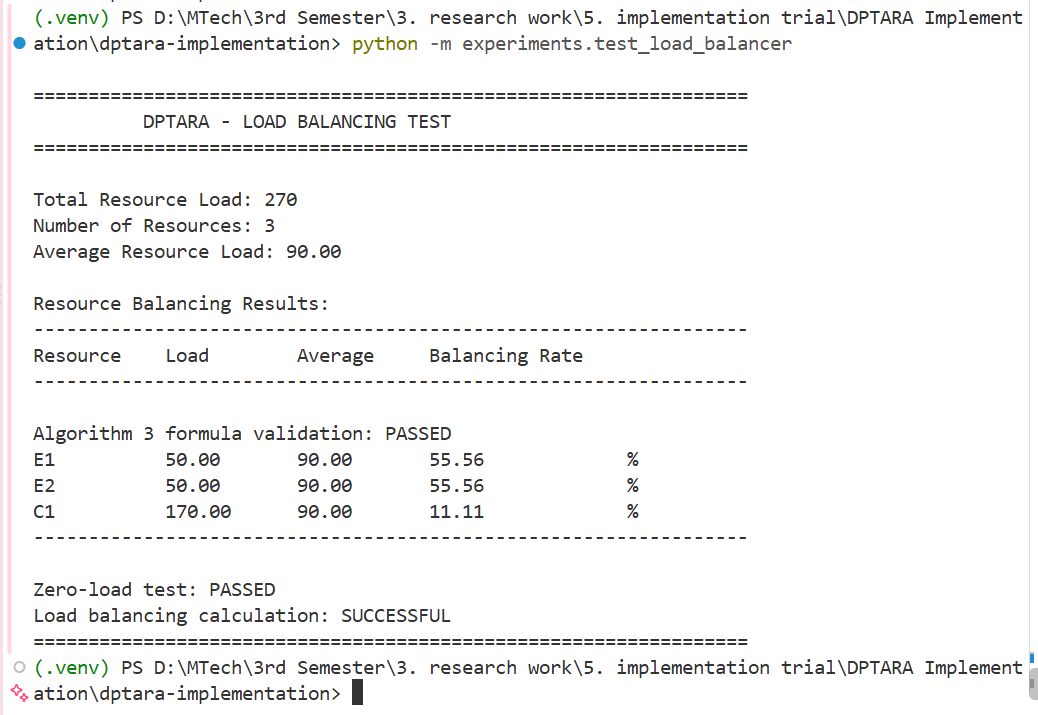 (.venv) PS D:\MTech\3rd Semester\3. research work\5. implementation trial\DPTARA Implement
ation\dptara-implementation> python -m experiments.test_load_balancer
=================================================================
DPTARA - LOAD BALANCING TEST
=================================================================
Total Resource Load: 270
Number of Resources: 3
Average Resource Load: 90.00
Resource Balancing Results:
-----------------------------------------------------------------
Resource    Load        Average     Balancing Rate
-----------------------------------------------------------------
Algorithm 3 formula validation: PASSED
E1          50.00       90.00       55.56             %
E2          50.00       90.00       55.56             %
C1          170.00      90.00       11.11             %
-----------------------------------------------------------------
Zero-load test: PASSED
Load balancing calculation: SUCCESSFUL
=================================================================
(.venv) PS D:\MTech\3rd Semester\3. research work\5. implementation trial\DPTARA Implement
ation\dptara-implementation>